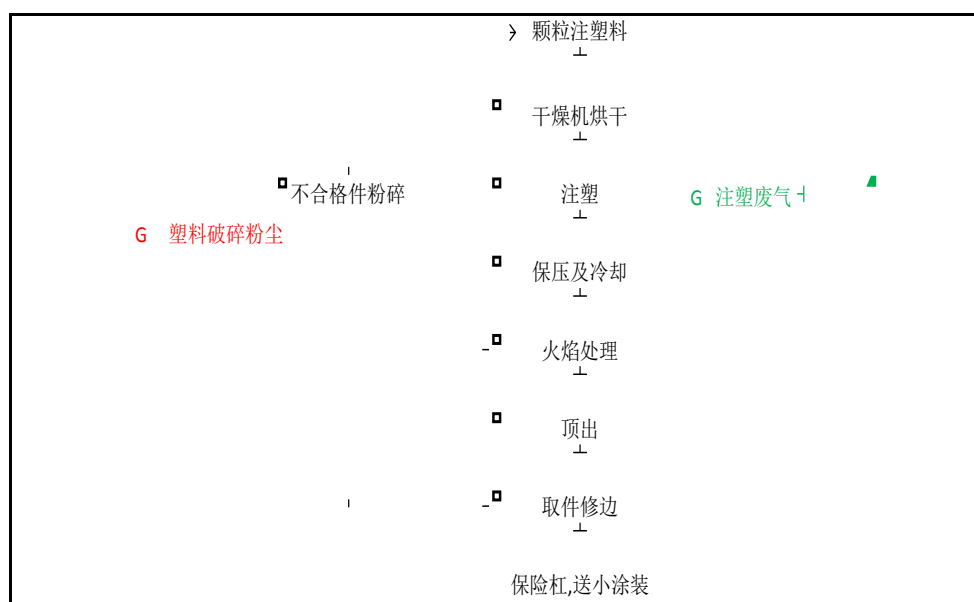 颗粒注塑料
干燥机烘干
不合格件粉碎
注塑
G 注塑废气
G 塑料破碎粉尘
保压及冷却
火焰处理
顶出
取件修边
保险杠,送小涂装